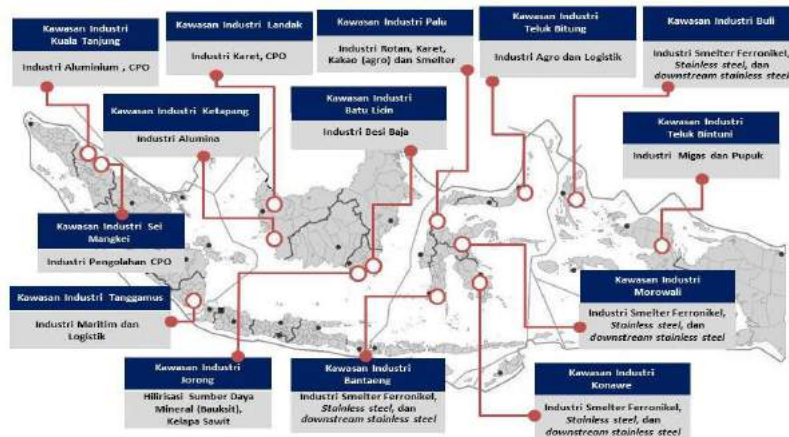 Kawasan Industri
Kuala Tanjung
Industri Aluminium , CPO
Kawasan Industri Landak
Industri Karet, CPO
Kawasan Industri Palu
Industri Rotan, Karet,
Kakao (agro) dan Smelter
Kawasan Industri
Teluk Bitung
Industri Agro dan Logistik
Kawasan Industri Buli
Industri Smelter Ferronikel,
Stainless steel, dan
downstream stainless steel
Kawasan Industri Ketapang
Industri Alumina
Kawasan Industri
Batu Licin
Industri Besi Baja
Kawasan Industri
Teluk Bintuni
Industri Migas dan Pupuk
Kawasan Industri Sei
Mangkei
Industri Pengolahan CPO
Kawasan Industri Tanggamus
Industri Maritim dan
Logistik
Kawasan Industri
Morowali
Industri Smelter Ferronikel,
Stainless steel, dan
downstream stainless steel
Kawasan Industri
Jorong
Hilirisasi Sumber Daya
Mineral (Bauksit),
Kelapa Sawit
Kawasan Industri
Bantaeng
Industri Smelter Ferronikel,
Stainless steel, dan
downstream stainless steel
Kawasan Industri
Konawe
Industri Smelter Ferronikel,
Stainless steel, dan
downstream stainless steel